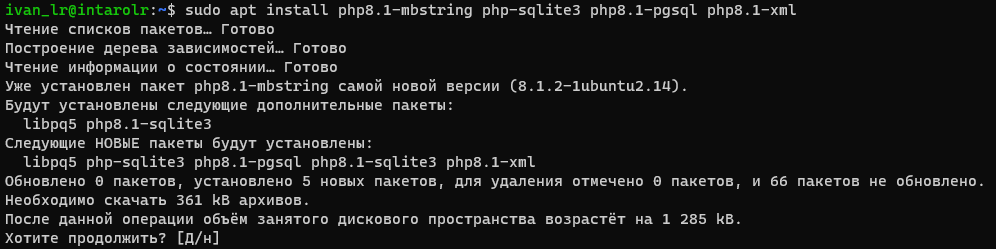 ivan_lr@intarolr:~$ sudo apt install php8.1-mbstring php-sqlite3 php8.1-pgsql php8.1-xml
Чтение списков пакетов… Готово
Построение дерева зависимостей… Готово
Чтение информации о состоянии… Готово
Уже установлен пакет php8.1-mbstring самой новой версии (8.1.2-1ubuntu2.14).
Будут установлены следующие дополнительные пакеты:
  libpq5 php8.1-sqlite3
Следующие НОВЫЕ пакеты будут установлены:
  libpq5 php-sqlite3 php8.1-pgsql php8.1-sqlite3 php8.1-xml
Обновлено 0 пакетов, установлено 5 новых пакетов, для удаления отмечено 0 пакетов, и 66 пакетов не обновлено.
Необходимо скачать 361 kB архивов.
После данной операции объём занятого дискового пространства возрастёт на 1 285 kB.
Хотите продолжить? [Д/н]